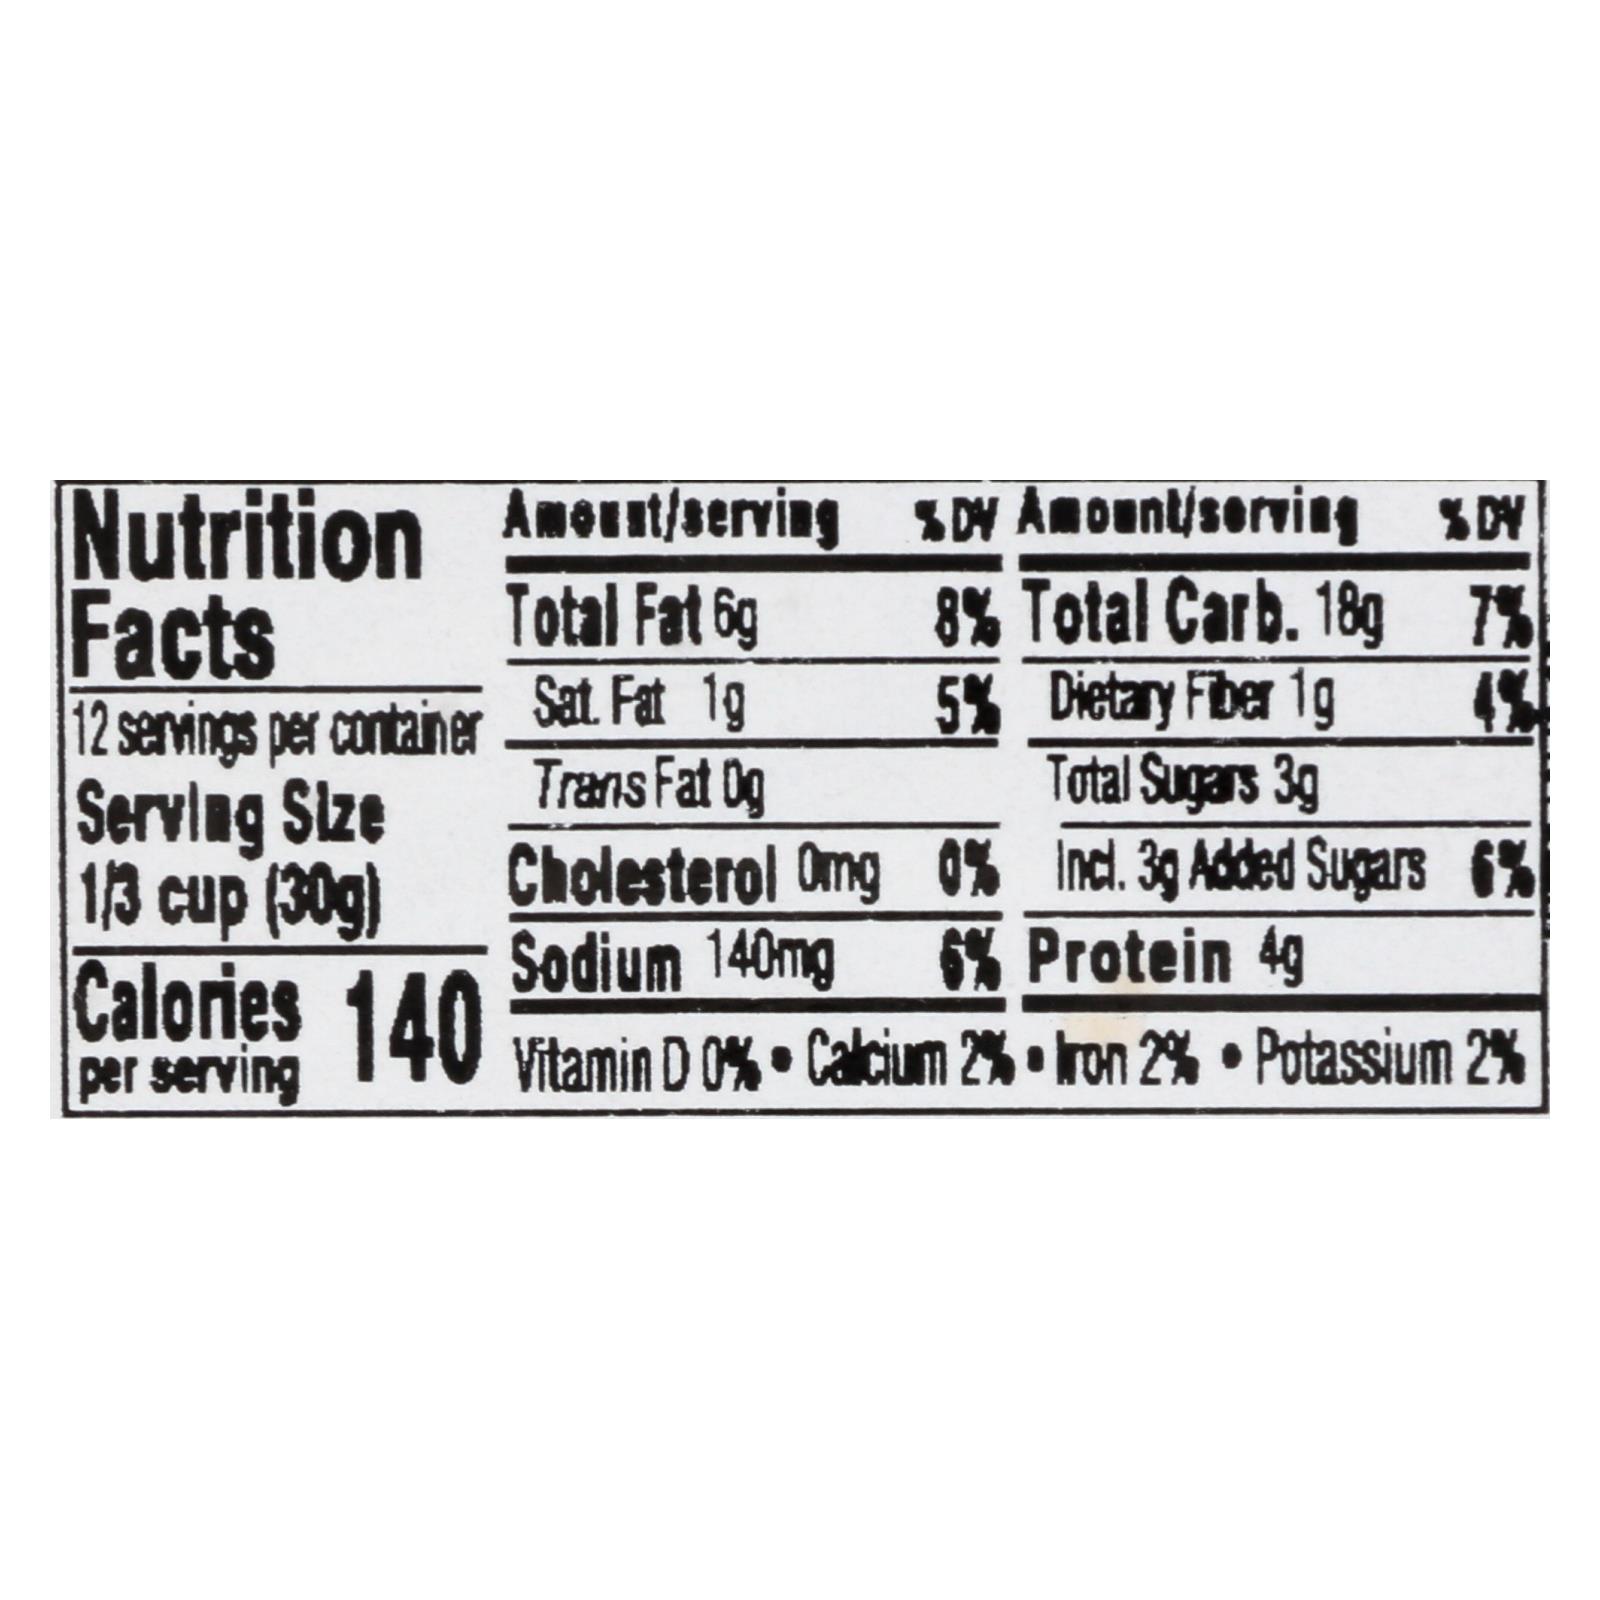 Nutrition
Facts
12 servings per container
Serving Size
1/3 cup (30g)
Calories 140
per serving
Amount/serving % DV
Total Fat 6g 8%
Sat. Fat 1g 5%
Trans Fat 0g
Cholesterol 0mg 0%
Sodium 140mg 6%
Amount/serving % DV
Total Carb. 18g 7%
Dietary Fiber 1g 4%
Total Sugars 3g
Incl. 3g Added Sugars 6%
Protein 4g
Vitamin D 0% • Calcium 2% • Iron 2% • Potassium 2%